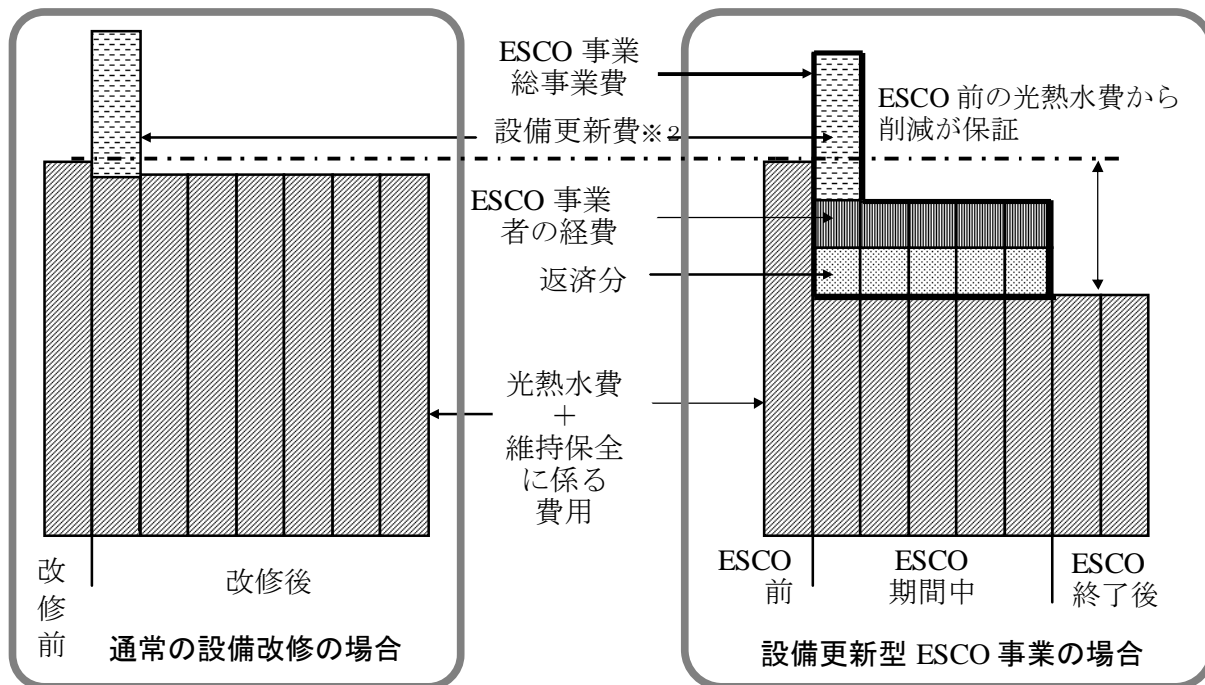 ESCO 事業
総事業費
設備更新費※2
ESCO 事業
者の経費
返済分
光熱水費
＋
維持保全
に係る
費用
ESCO 前の光熱水費から
削減が保証
改
修
前
改修後
通常の設備改修の場合
ESCO
前
ESCO
期間中
ESCO
終了後
設備更新型 ESCO 事業の場合